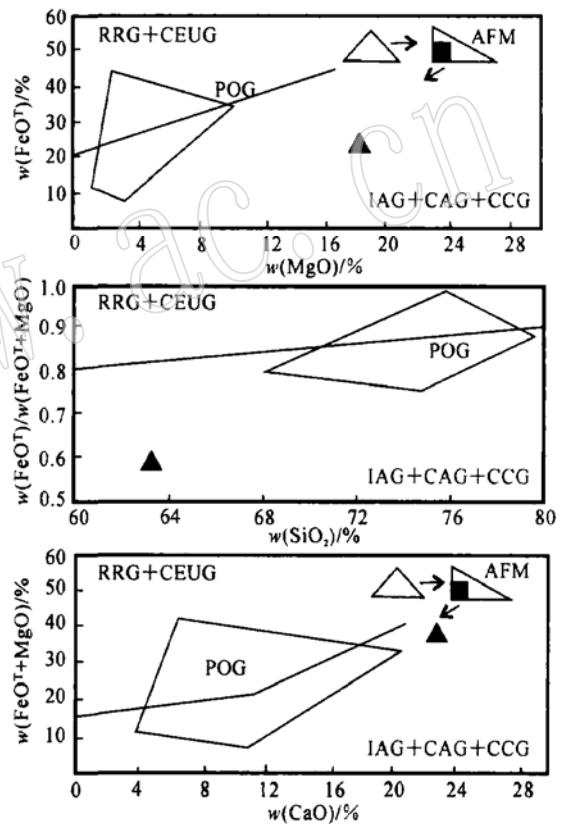 60
RRG+CEUG
AFM
50
40
POG
30
20
10
IAG+CAG+CCG
0 4 8 12 16 20 24 28
w(FeOᵀ)/%
w(MgO)/%
1.0
RRG+CEUG
0.9
POG
0.8
0.7
0.6
IAG+CAG+CCG
0.5
60 64 68 72 76 80
w(FeOᵀ)/w(FeOᵀ+MgO)
w(SiO₂)/%
60
RRG+CEUG
AFM
50
40
30
POG
20
10
IAG+CAG+CCG
0 4 8 12 16 20 24 28
w(FeOᵀ+MgO)/%
w(CaO)/%
w.ac.cn